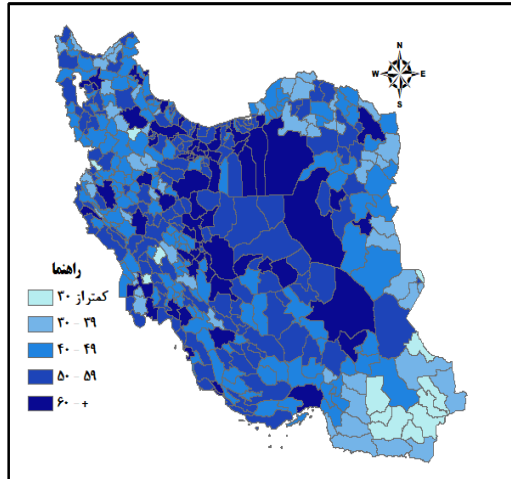 N
W E
S
راهنما
کمتراز ۳۰
۳۰ - ۳۹
۴۰ - ۴۹
۵۰ - ۵۹
۶۰ - +